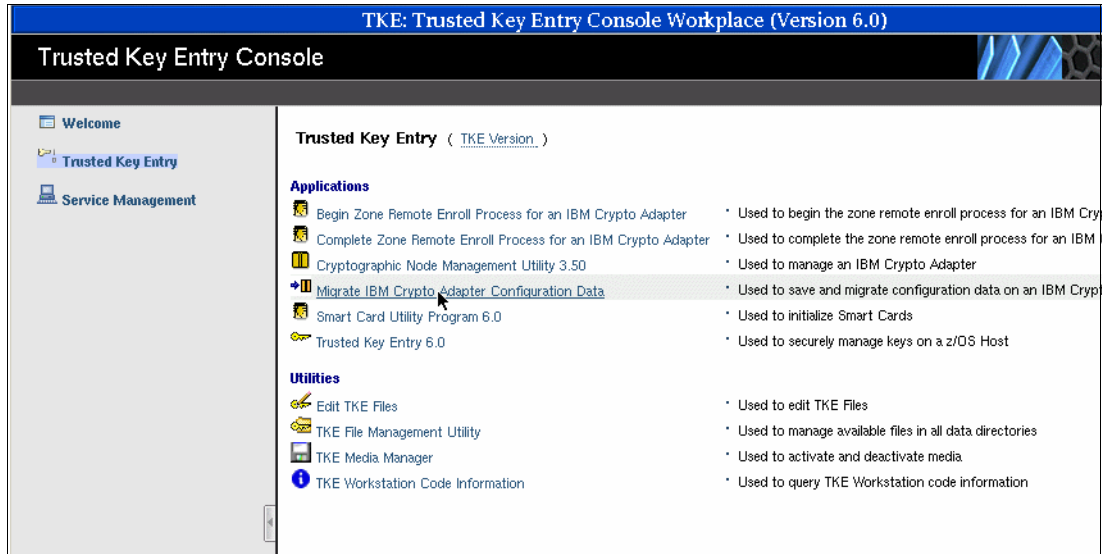 TKE: Trusted Key Entry Console Workplace (Version 6.0)
Trusted Key Entry Console
Welcome
Trusted Key Entry
Service Management
Trusted Key Entry ( TKE Version )
Applications
Begin Zone Remote Enroll Process for an IBM Crypto Adapter · Used to begin the zone remote enroll process for an IBM
Complete Zone Remote Enroll Process for an IBM Crypto Adapter · Used to complete the zone remote enroll process for an IBM
Cryptographic Node Management Utility 3.50 · Used to manage an IBM Crypto Adapter
Migrate IBM Crypto Adapter Configuration Data · Used to save and migrate configuration data on an IBM
Smart Card Utility Program 6.0 · Used to initialize Smart Cards
Trusted Key Entry 6.0 · Used to securely manage keys on a z/OS Host
Utilities
Edit TKE Files · Used to edit TKE Files
TKE File Management Utility · Used to manage available files in all data directories
TKE Media Manager · Used to activate and deactivate media
TKE Workstation Code Information · Used to query TKE Workstation code information